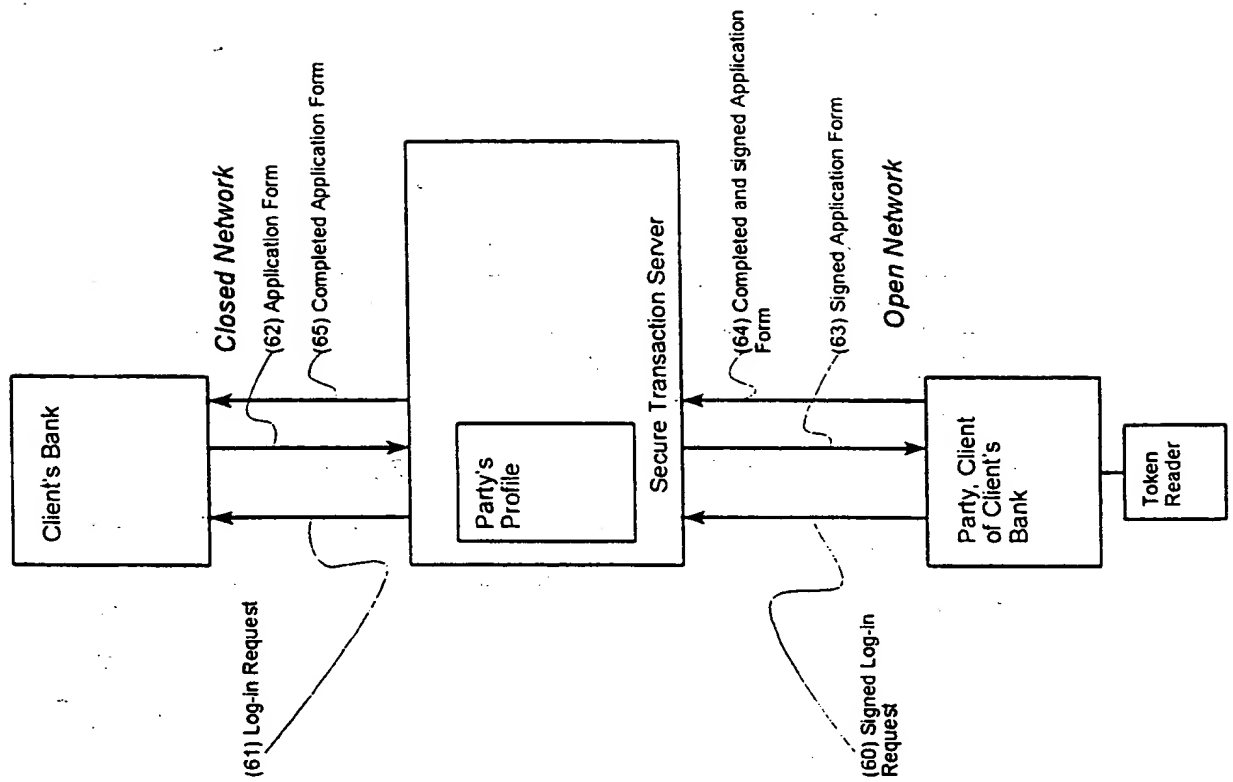 Client's Bank
Closed Network
(62) Application Form
(65) Completed Application Form
(61) Log-in Request
Party's
Profile
Secure Transaction Server
(64) Completed and signed Application
Form
(63) Signed Application Form
Open Network
(60) Signed Log-in
Request
Party, Client
of Client's
Bank
Token
Reader